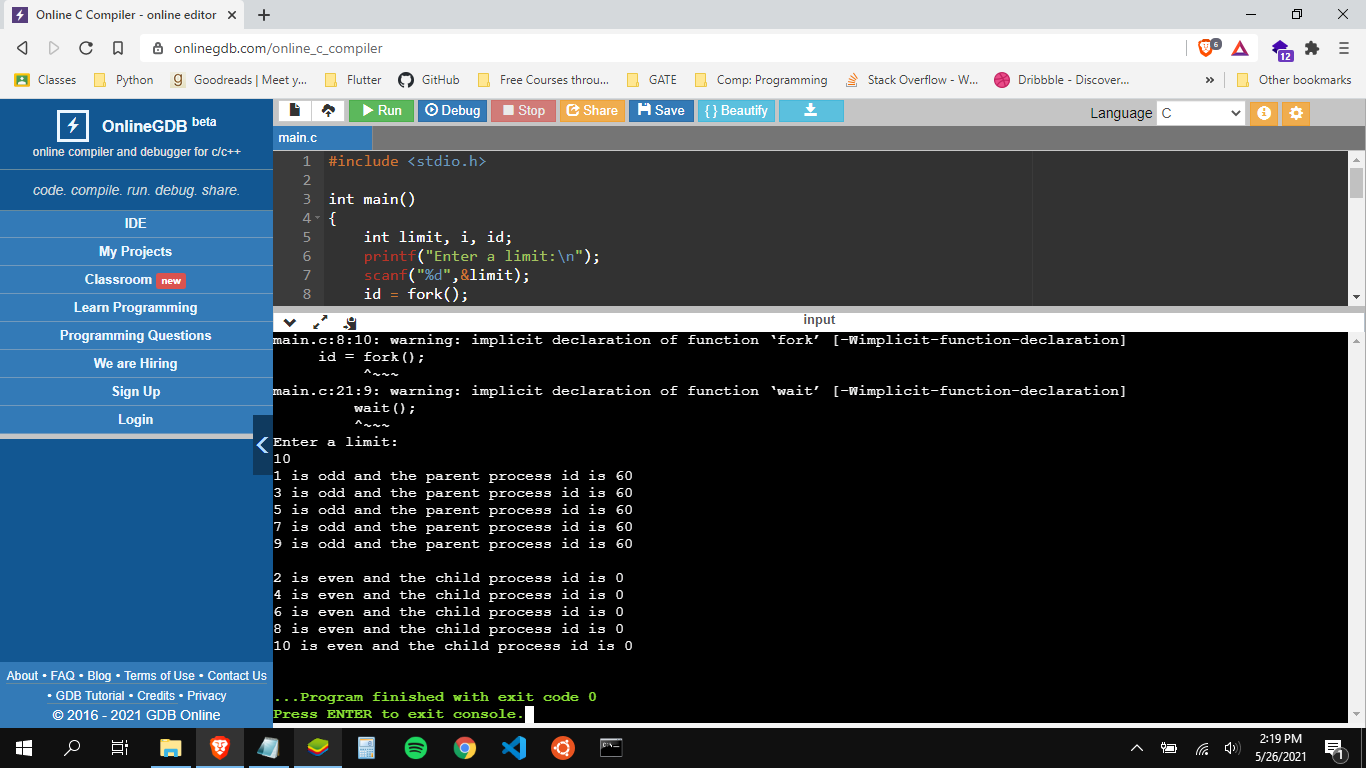 Online C Compiler - online editor
onlinegdb.com/online_c_compiler
6
12
Classes Python Goodreads | Meet y... Flutter GitHub Free Courses throu... GATE Comp: Programming Stack Overflow - W... Dribbble - Discover... » Other bookmarks
OnlineGDB beta
online compiler and debugger for c/c++
code. compile. run. debug. share.
IDE
My Projects
Classroom new
Learn Programming
Programming Questions
We are Hiring
Sign Up
Login
About • FAQ • Blog • Terms of Use • Contact Us
• GDB Tutorial • Credits • Privacy
© 2016 - 2021 GDB Online
Run Debug Stop Share Save { } Beautify
Language C
main.c
1 #include <stdio.h>
2
3 int main()
4 {
5 int limit, i, id;
6 printf("Enter a limit:\n");
7 scanf("%d",&limit);
8 id = fork();
input
main.c:8:10: warning: implicit declaration of function ‘fork’ [-Wimplicit-function-declaration]
id = fork();
^~~~
main.c:21:9: warning: implicit declaration of function ‘wait’ [-Wimplicit-function-declaration]
wait();
^~~~
Enter a limit:
10
1 is odd and the parent process id is 60
3 is odd and the parent process id is 60
5 is odd and the parent process id is 60
7 is odd and the parent process id is 60
9 is odd and the parent process id is 60
2 is even and the child process id is 0
4 is even and the child process id is 0
6 is even and the child process id is 0
8 is even and the child process id is 0
10 is even and the child process id is 0
...Program finished with exit code 0
Press ENTER to exit console.
2:19 PM
5/26/2021
1